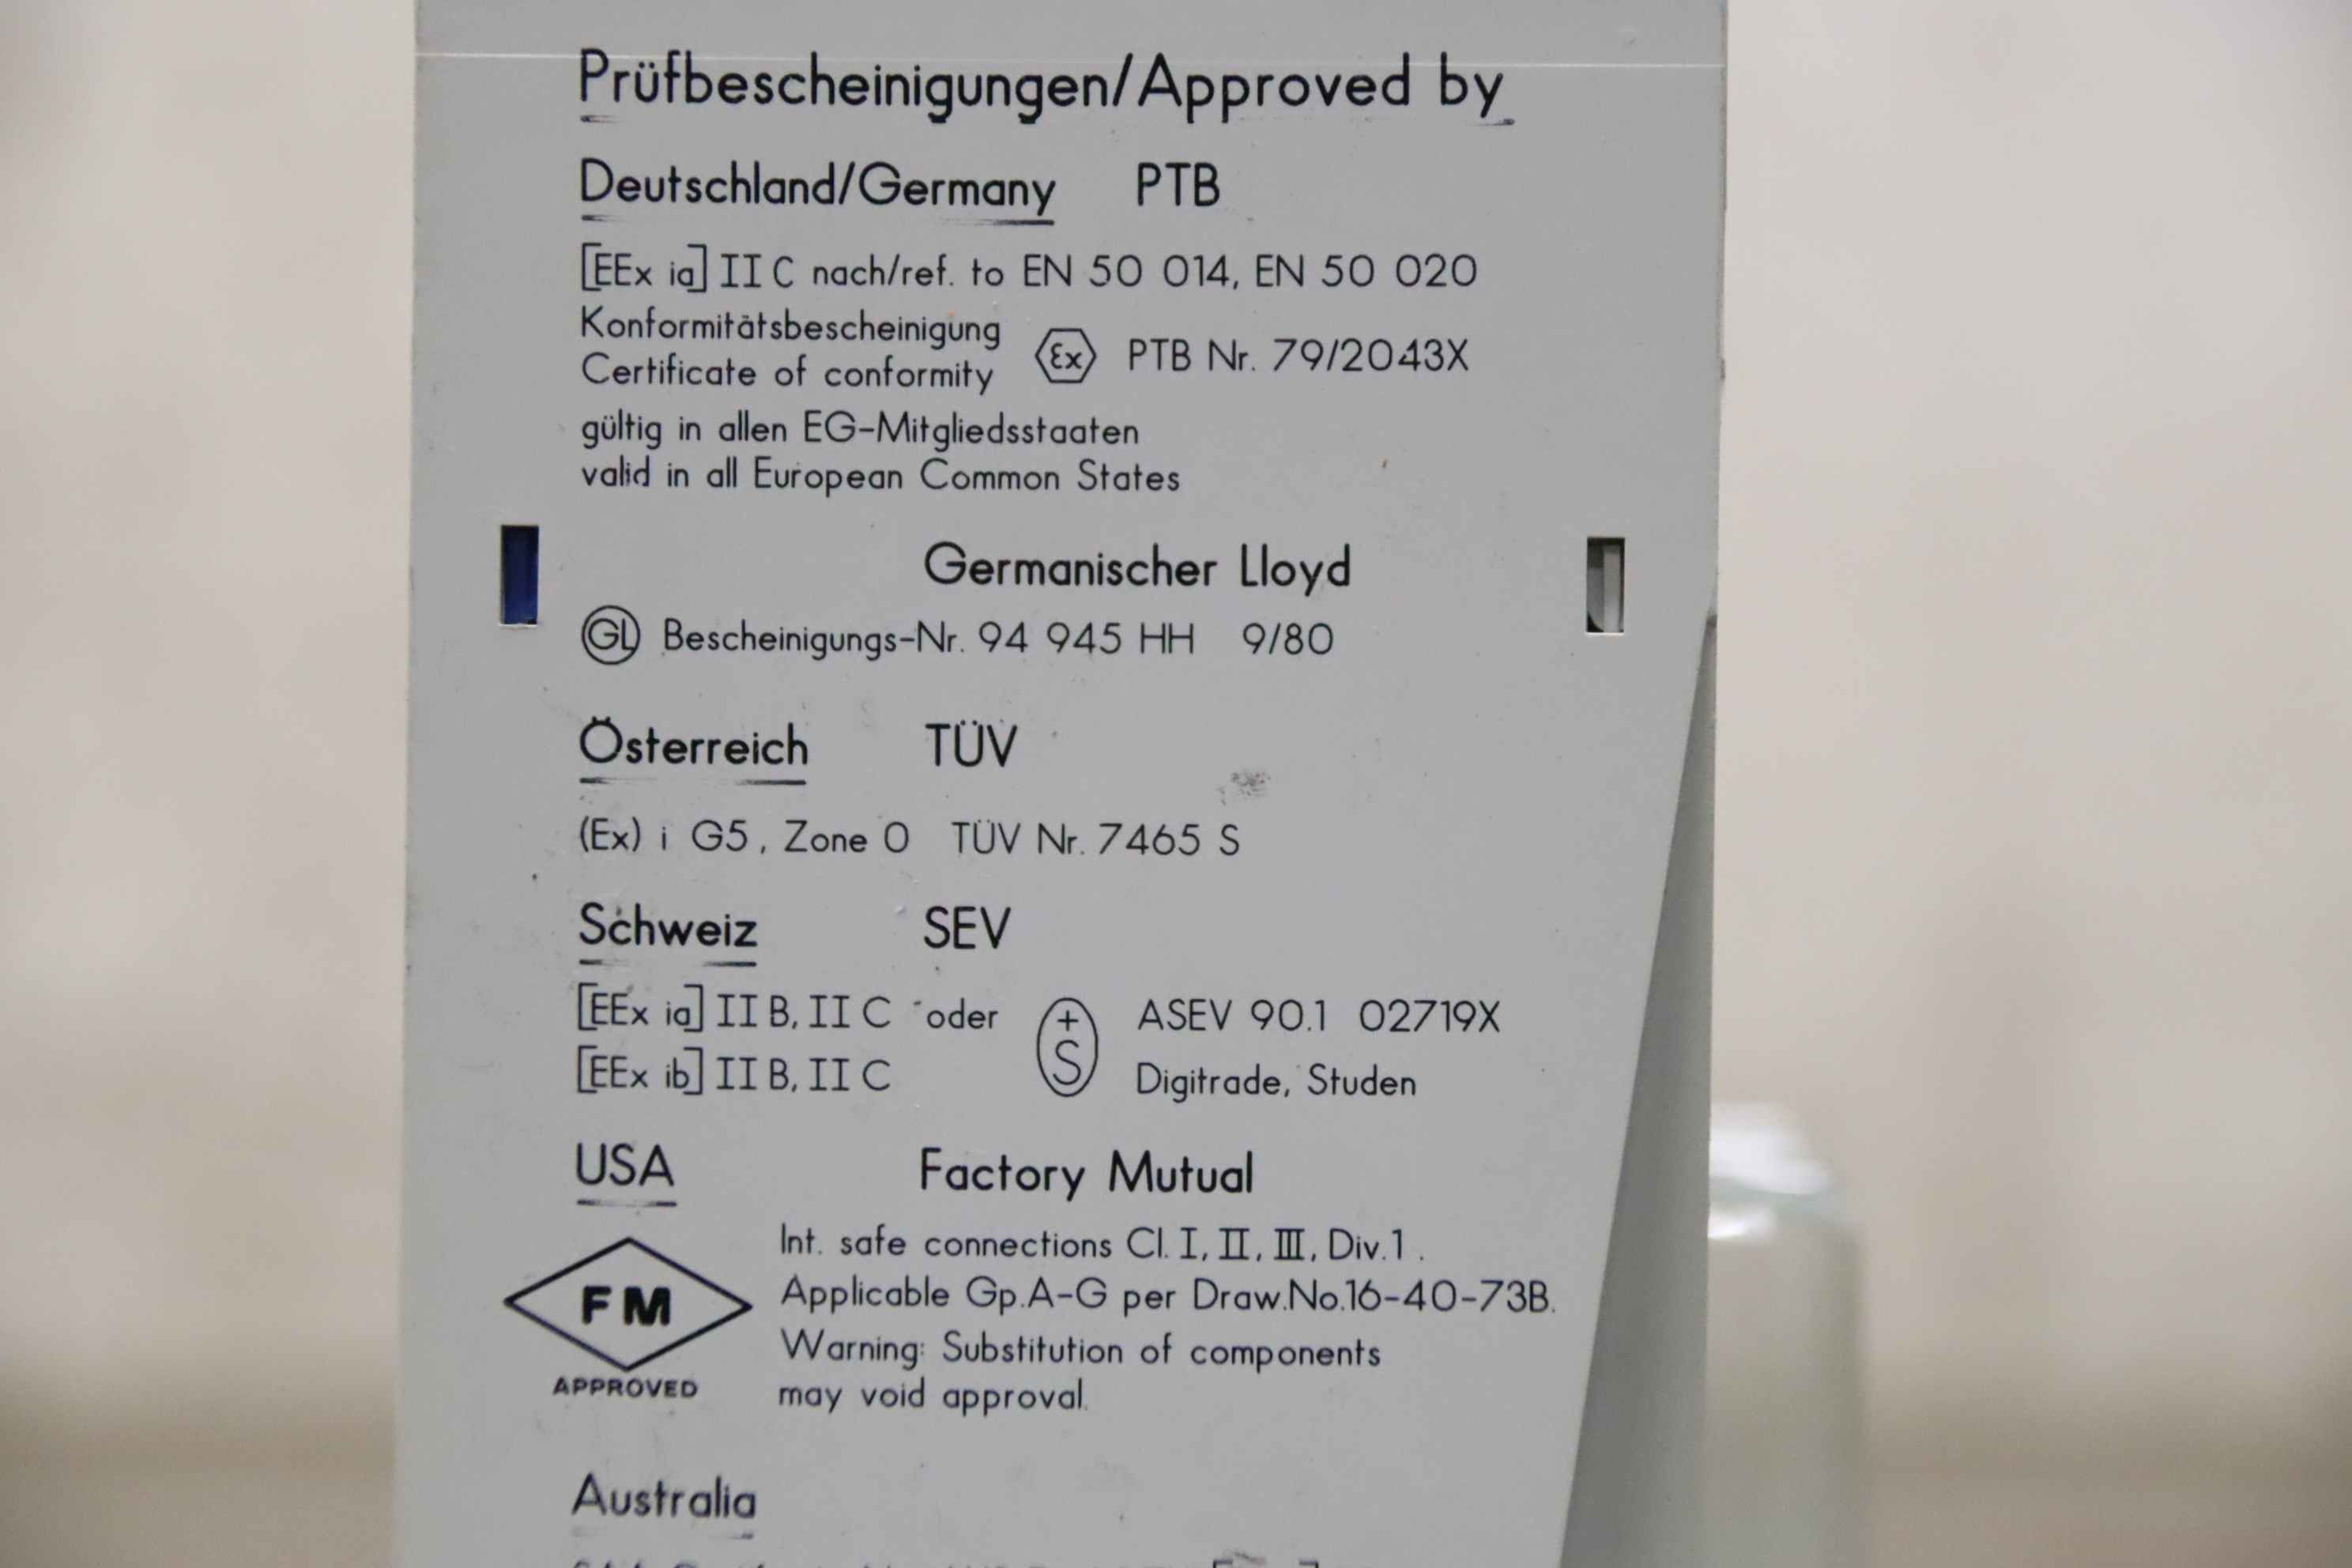 Prüfbescheinigungen/Approved by
Deutschland/Germany PTB
[EEx ia] II C nach/ref. to EN 50 014, EN 50 020
Konformitätsbescheinigung
Certificate of conformity
Ex PTB Nr. 79/2043X
gültig in allen EG-Mitgliedsstaaten
valid in all European Common States
Germanischer Lloyd
GL Bescheinigungs-Nr. 94 945 HH 9/80
Österreich TÜV
(Ex) i G5, Zone 0 TÜV Nr. 7465 S
Schweiz SEV
[EEx ia] II B, II C oder
[EEx ib] II B, II C
+ S
ASEV 90.1 02719X
Digitrade, Studen
USA Factory Mutual
FM
APPROVED
Int. safe connections Cl. I, II, III, Div.1.
Applicable Gp.A-G per Draw.No.16-40-73B.
Warning: Substitution of components
may void approval.
Australia